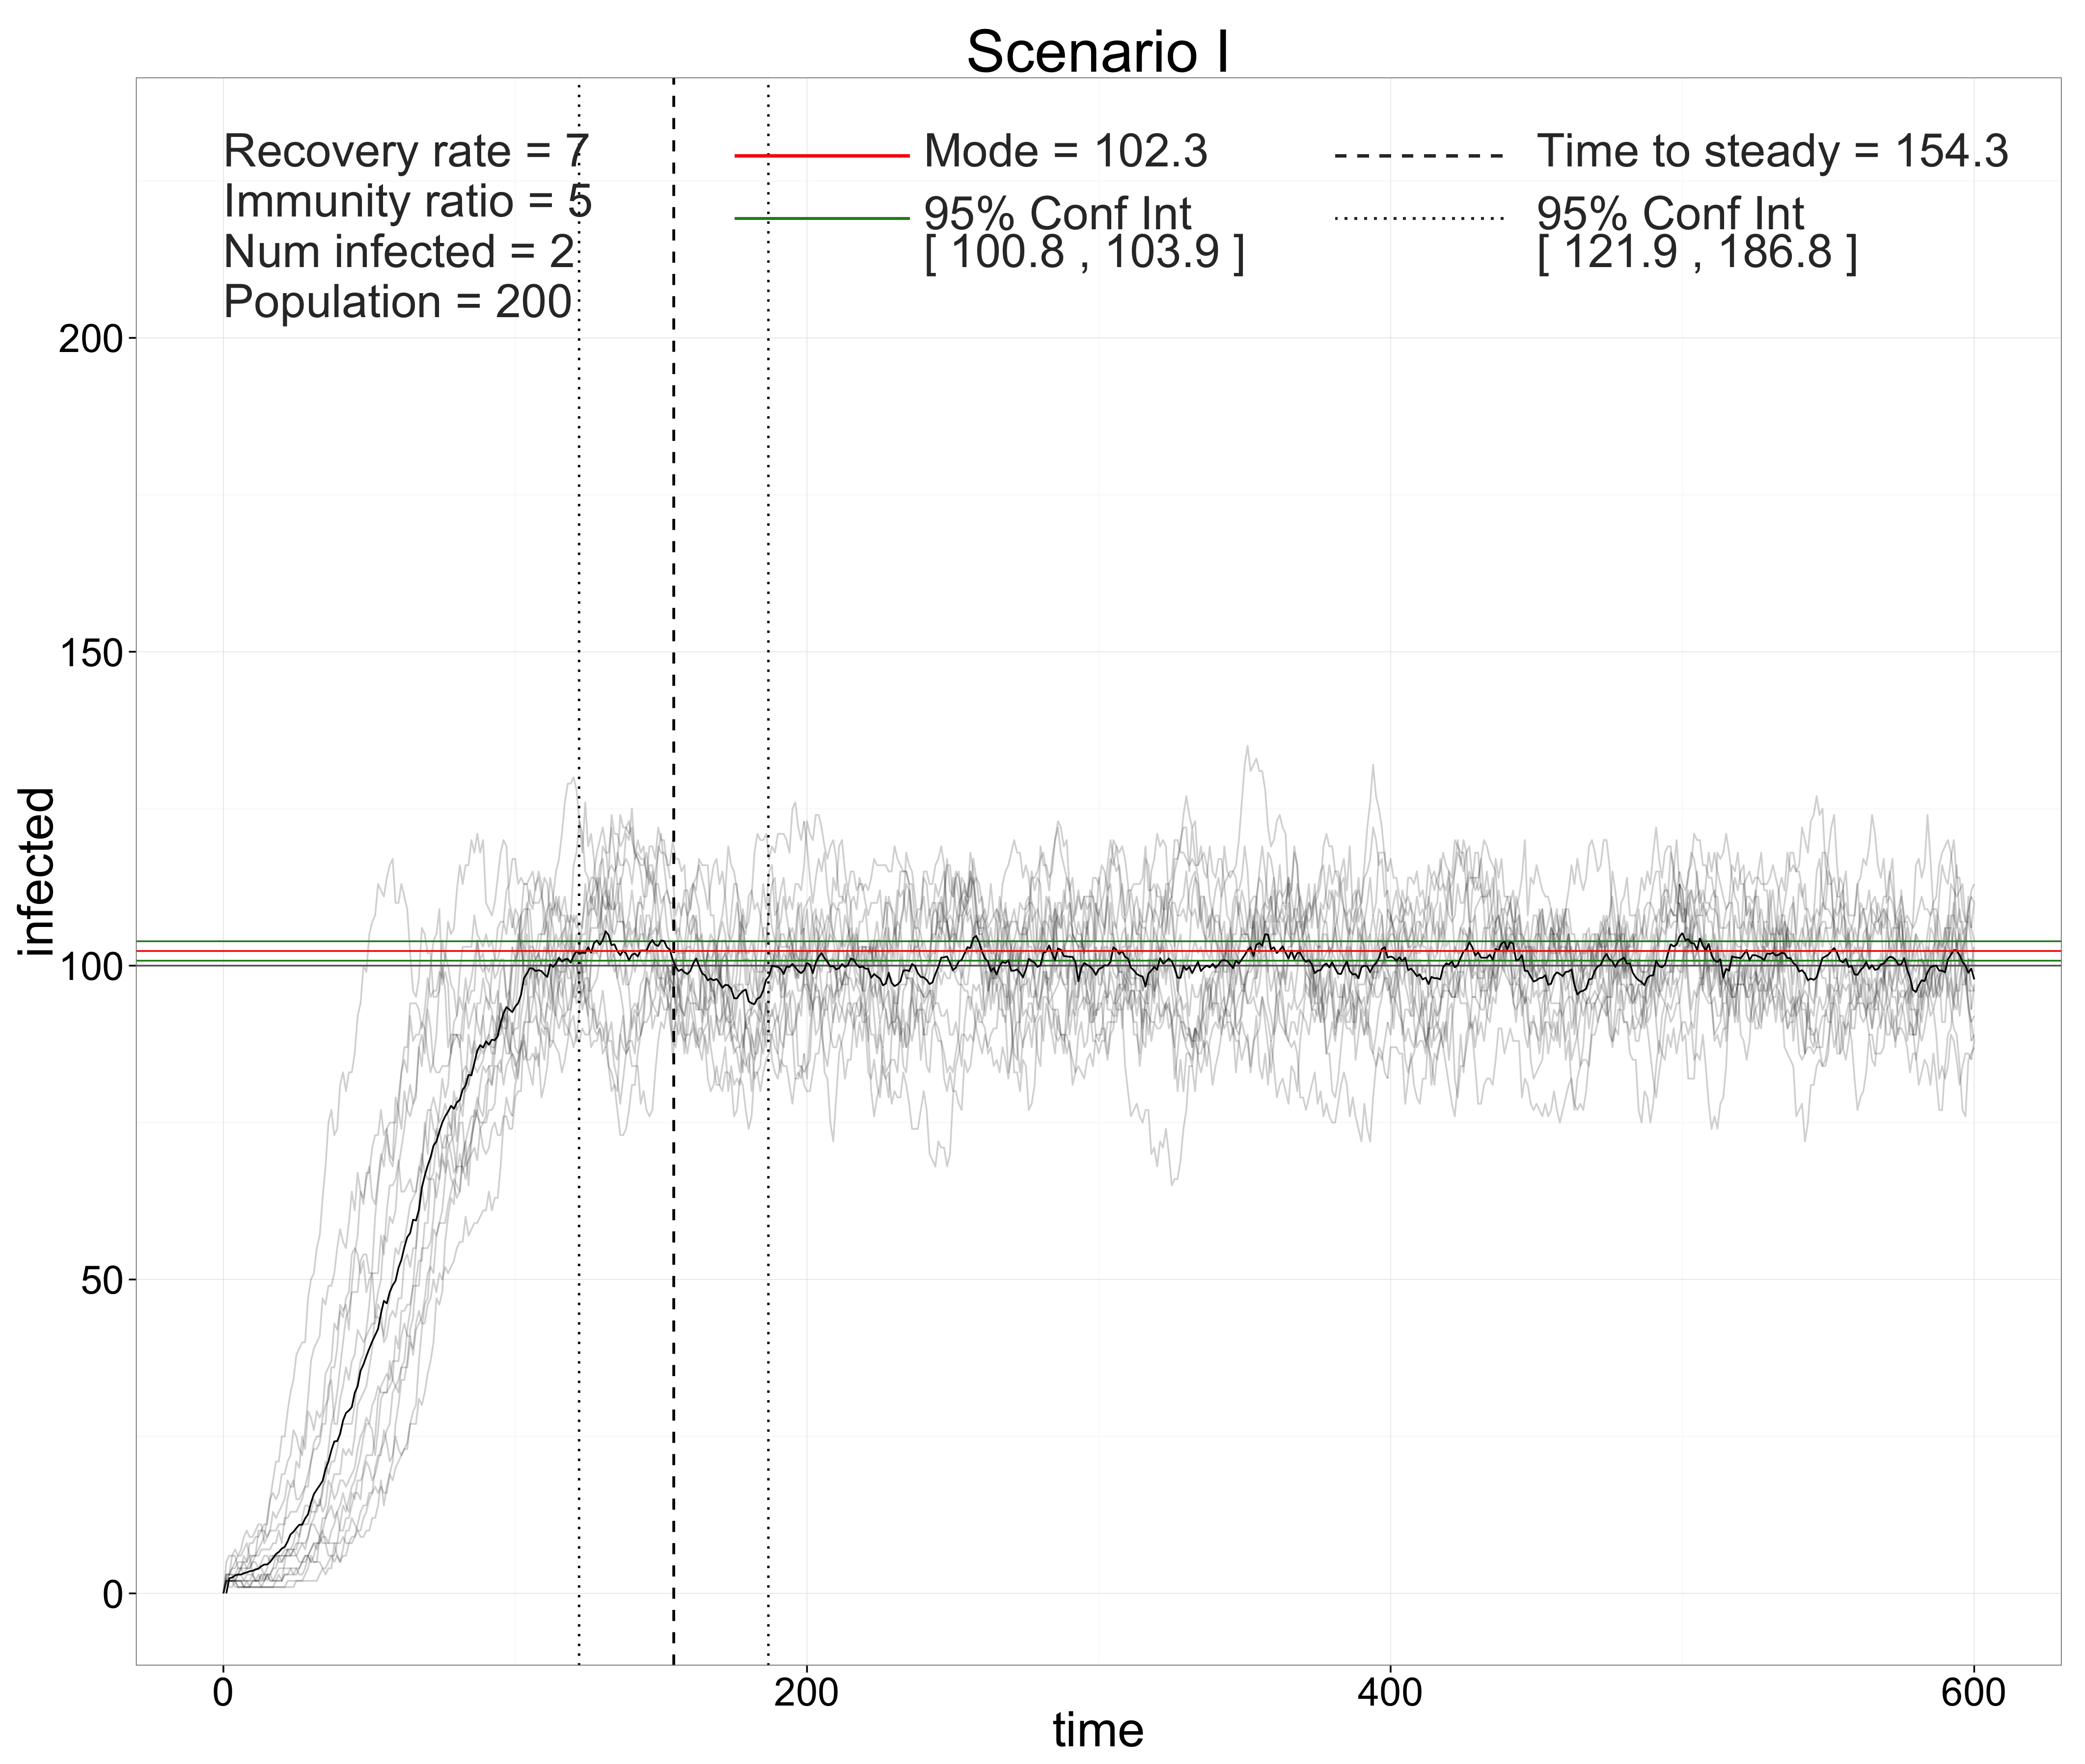 Scenario I
Recovery rate = 7
Immunity ratio = 5
Num infected = 2
Population = 200
Mode = 102.3
95% Conf Int
[ 100.8 , 103.9 ]
Time to steady = 154.3
95% Conf Int
[ 121.9 , 186.8 ]
infected
200
150
100
50
0
0
200
400
600
time